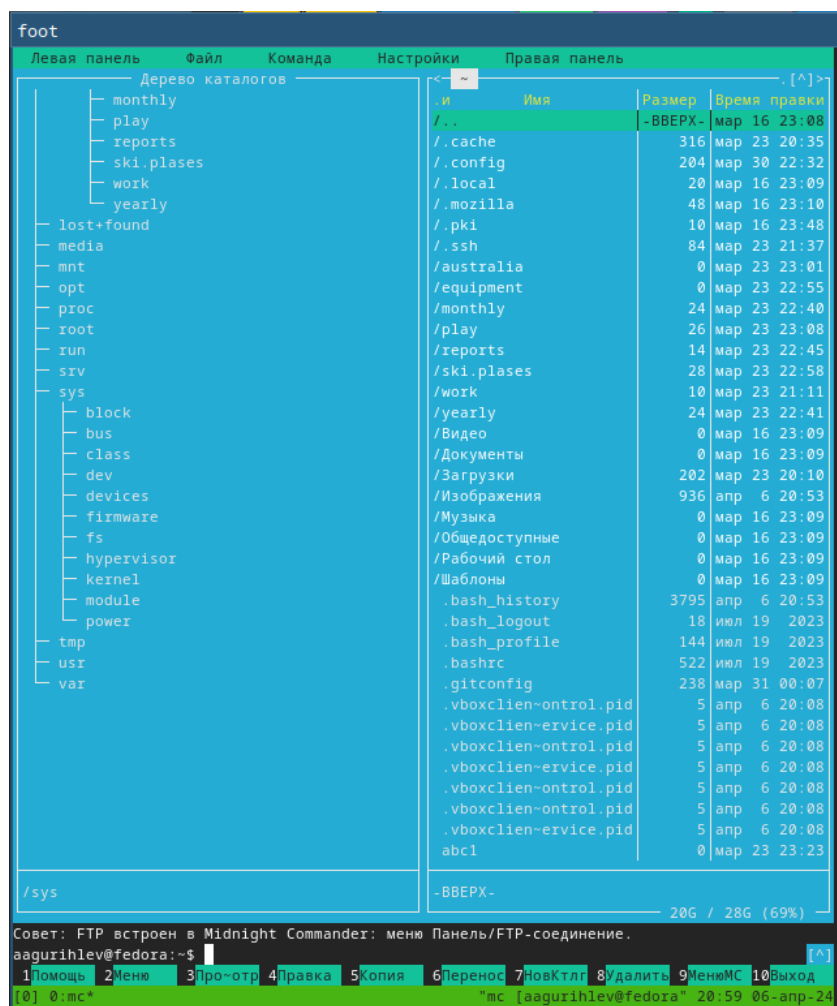 foot
Левая панель Файл Команда Настройки Правая панель
Дерево каталогов
monthly
play
reports
ski.plases
work
yearly
lost+found
media
mnt
opt
proc
root
run
srv
sys
block
bus
class
dev
devices
firmware
fs
hypervisor
kernel
module
power
tmp
usr
var
/sys
<- ~ .[^]>
.и Имя Размер Время правки
/.. -ВВЕРХ- мар 16 23:08
/.cache 316 мар 23 20:35
/.config 204 мар 30 22:32
/.local 20 мар 16 23:09
/.mozilla 48 мар 16 23:10
/.pki 10 мар 16 23:48
/.ssh 84 мар 23 21:37
/australia 0 мар 23 23:01
/equipment 0 мар 23 22:55
/monthly 24 мар 23 22:40
/play 26 мар 23 23:08
/reports 14 мар 23 22:45
/ski.plases 28 мар 23 22:58
/work 10 мар 23 21:11
/yearly 24 мар 23 22:41
/Видео 0 мар 16 23:09
/Документы 0 мар 16 23:09
/Загрузки 202 мар 23 20:10
/Изображения 936 апр 6 20:53
/Музыка 0 мар 16 23:09
/Общедоступные 0 мар 16 23:09
/Рабочий стол 0 мар 16 23:09
/Шаблоны 0 мар 16 23:09
.bash_history 3795 апр 6 20:53
.bash_logout 18 июл 19 2023
.bash_profile 144 июл 19 2023
.bashrc 522 июл 19 2023
.gitconfig 238 мар 31 00:07
.vboxclien~ontrol.pid 5 апр 6 20:08
.vboxclien~ervice.pid 5 апр 6 20:08
.vboxclien~ontrol.pid 5 апр 6 20:08
.vboxclien~ervice.pid 5 апр 6 20:08
.vboxclien~ontrol.pid 5 апр 6 20:08
.vboxclien~ontrol.pid 5 апр 6 20:08
.vboxclien~ervice.pid 5 апр 6 20:08
abc1 0 мар 23 23:23
-ВВЕРХ-
20G / 28G (69%)
Совет: FTP встроен в Midnight Commander: меню Панель/FTP-соединение.
aagurihlev@fedora:~$ [^]
1Помощь 2Меню 3Про~отр 4Правка 5Копия 6Перенос 7НовКтлг 8Удалить 9МенюМС 10Выход
[0] 0:mc* "mc [aagurihlev@fedora" 20:59 06-апр-24